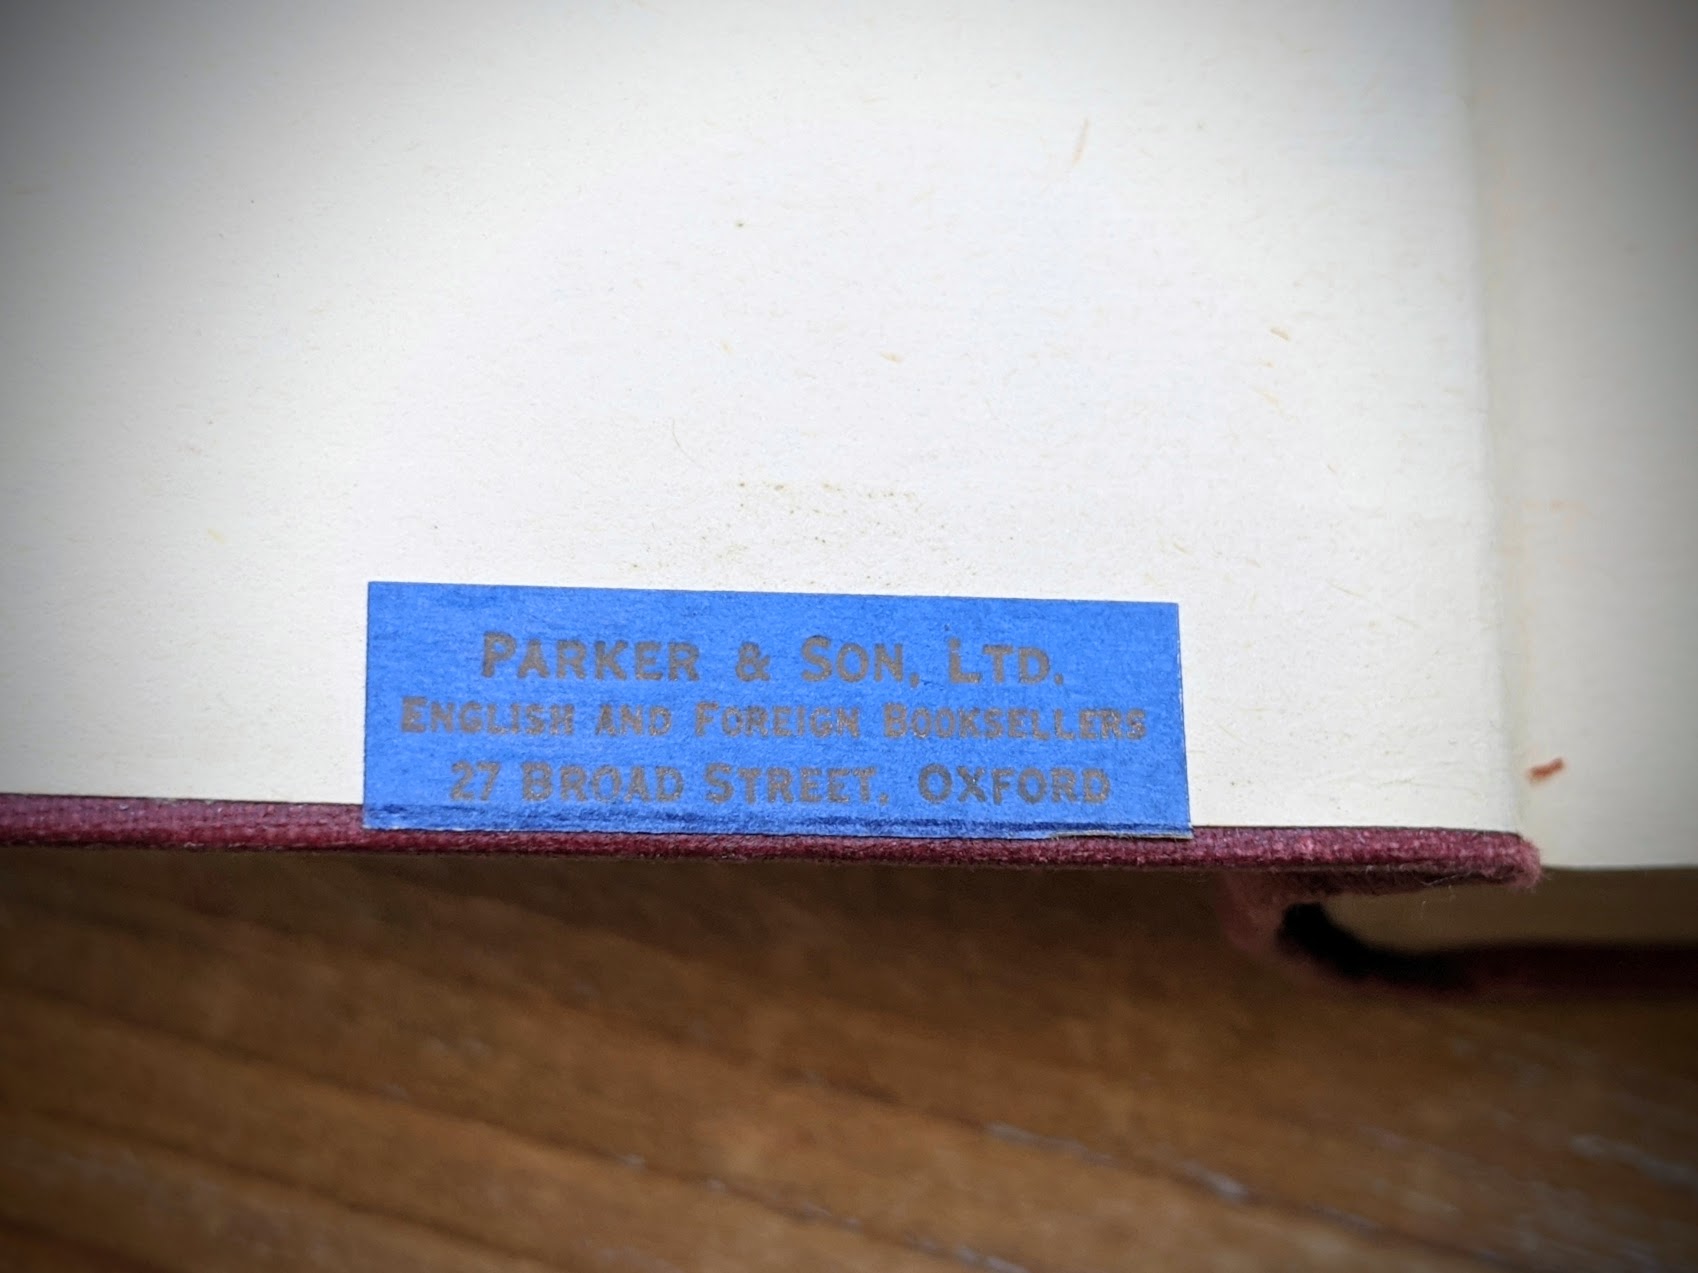 PARKER & SON, LTD.
ENGLISH AND FOREIGN BOOKSELLERS
27 BROAD STREET, OXFORD